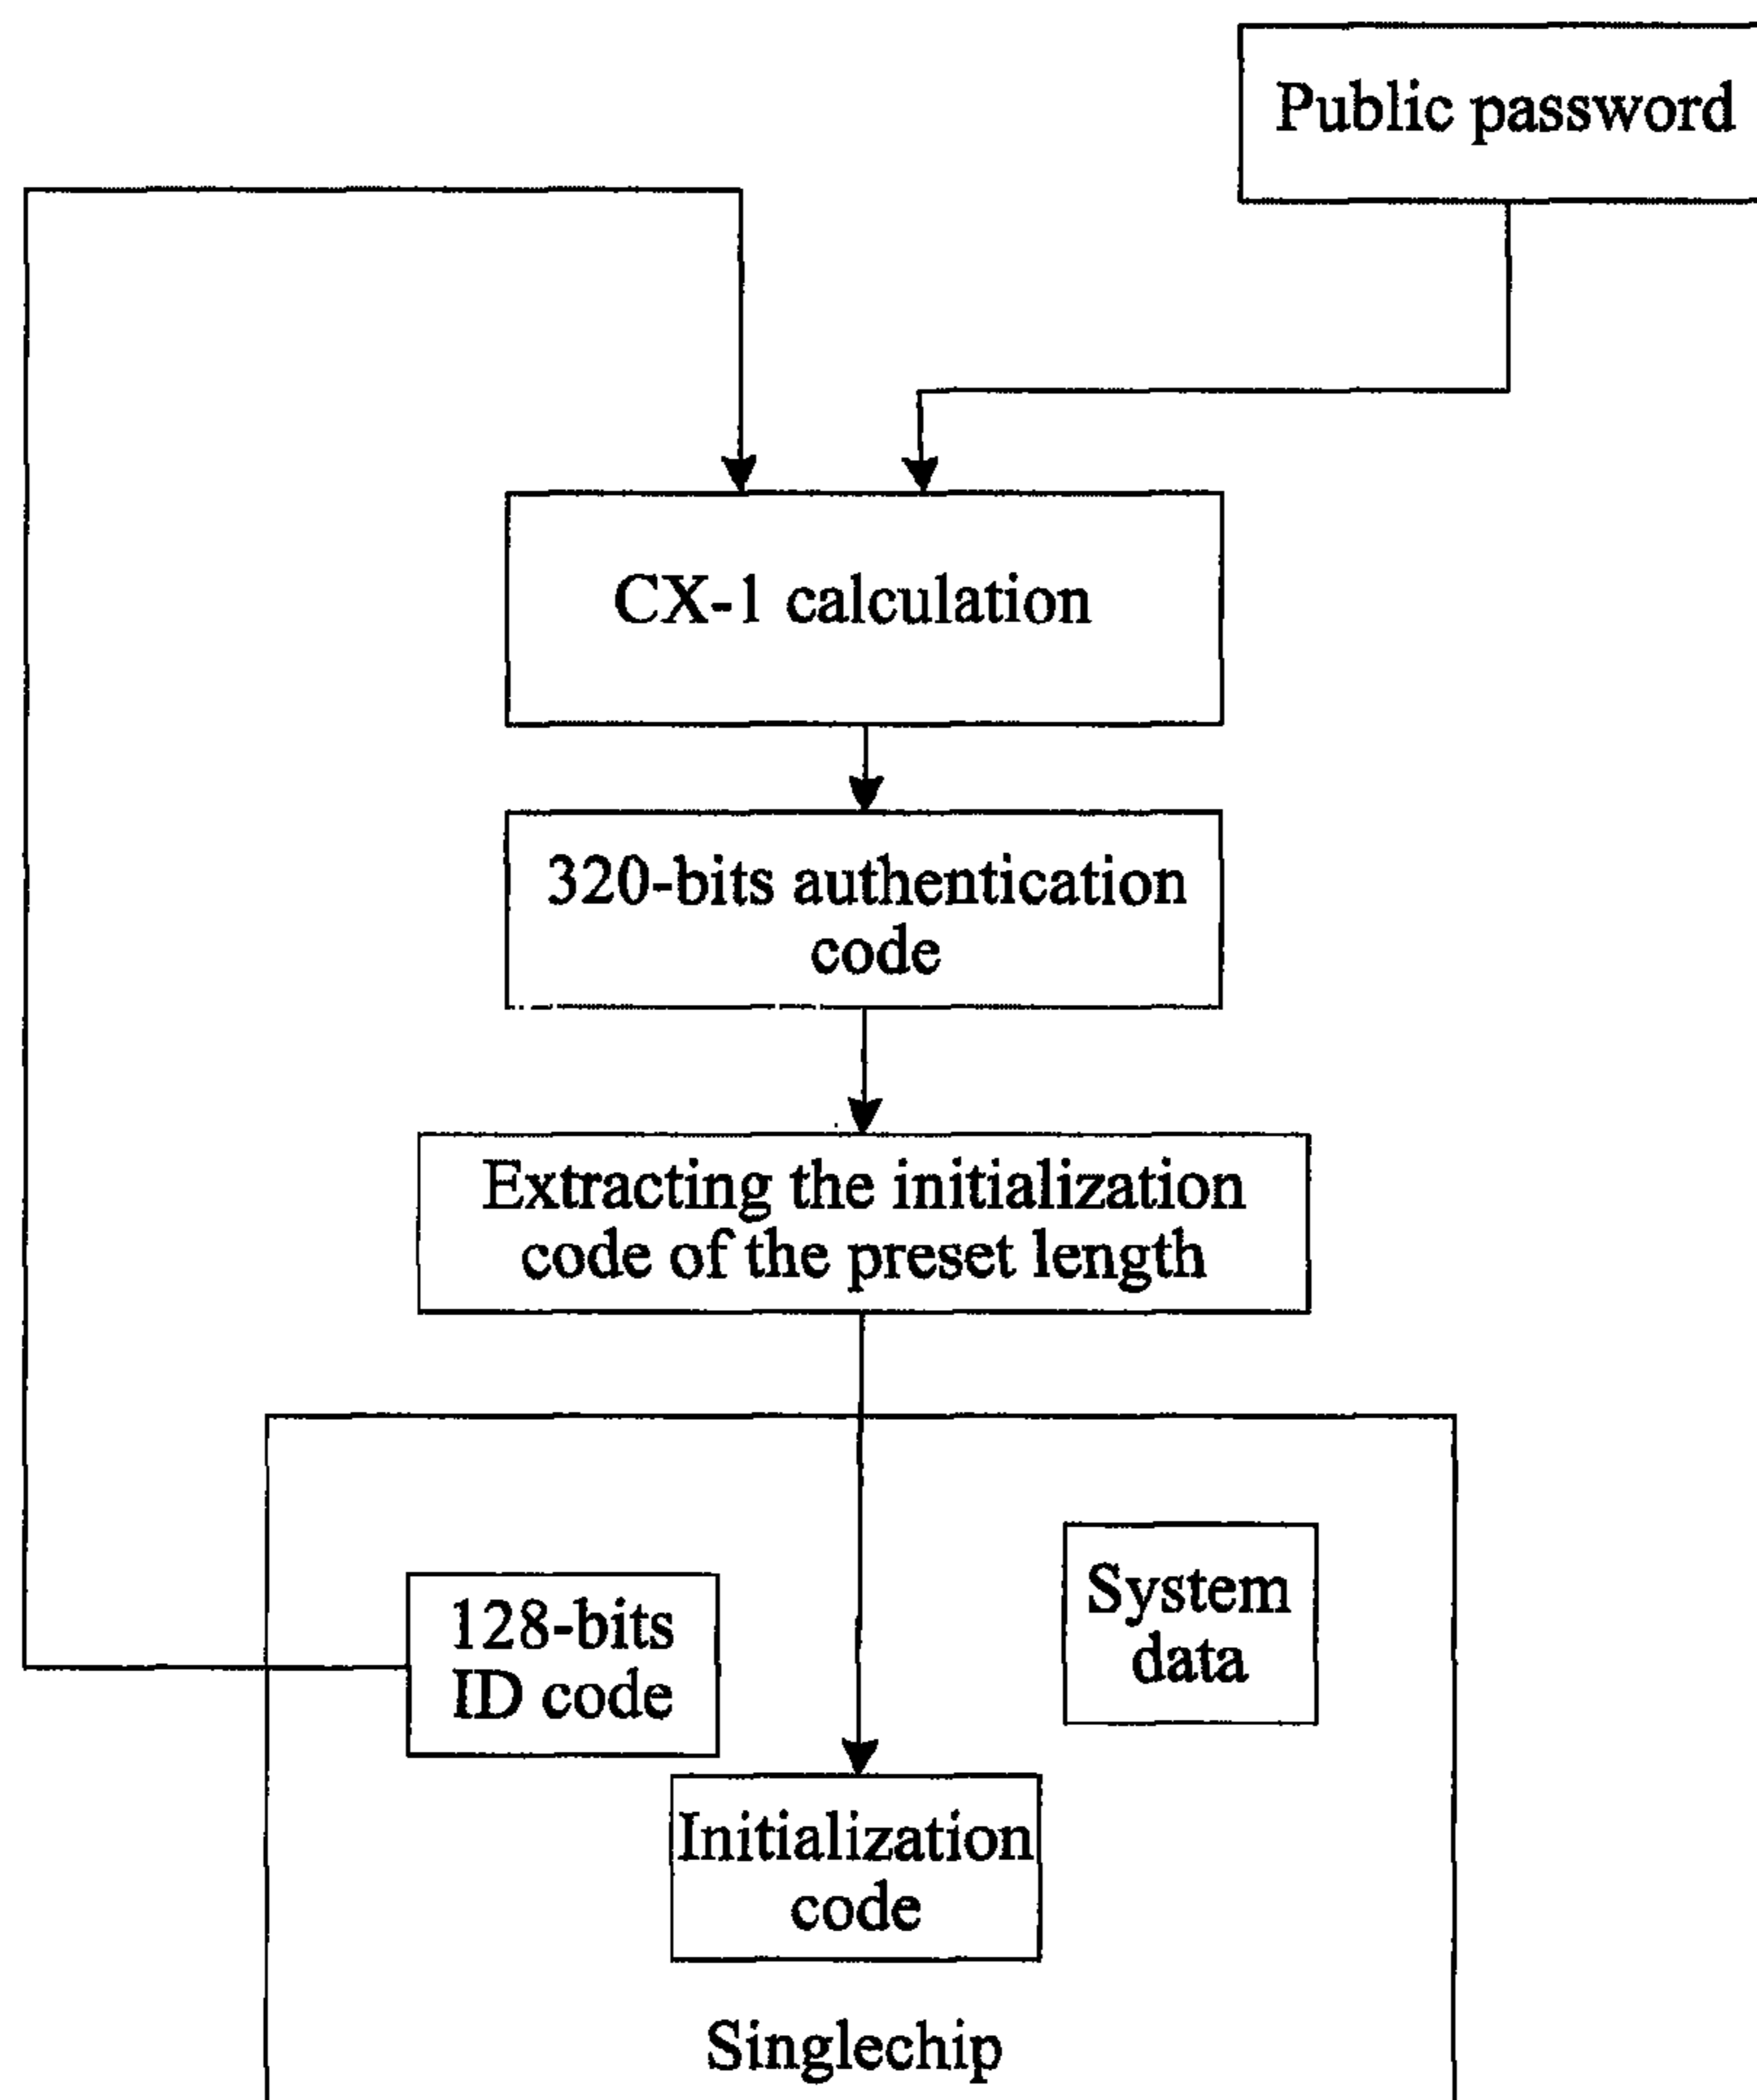 Public password
CX-1 calculation
320-bits authentication
code
Extracting the initialization
code of the preset length
128-bits
ID code
System
data
Initialization
code
Singlechip